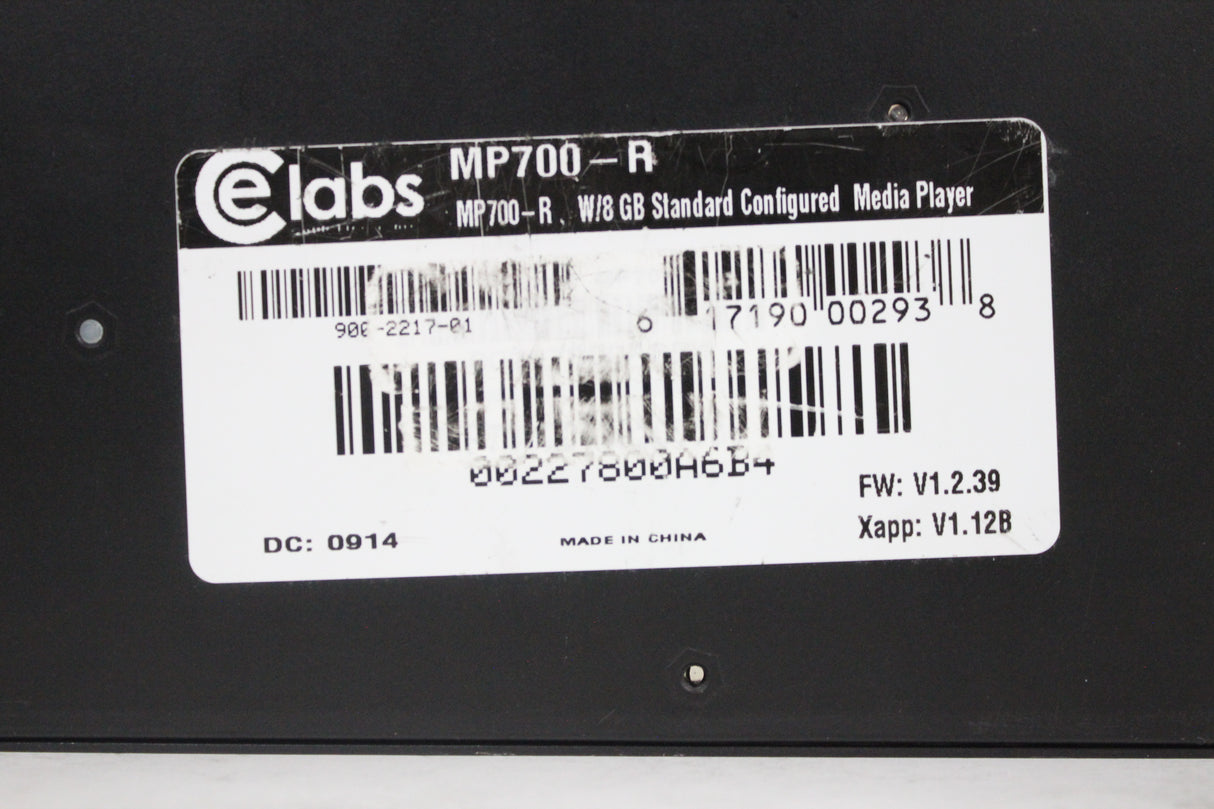 Ce labs
MP700-R
MP700-R . W/8 GB Standard Configured Media Player
900-2217-01
6 17190 00293 8
00227800A6B4
FW: V1.2.39
Xapp: V1.12B
DC: 0914
MADE IN CHINA